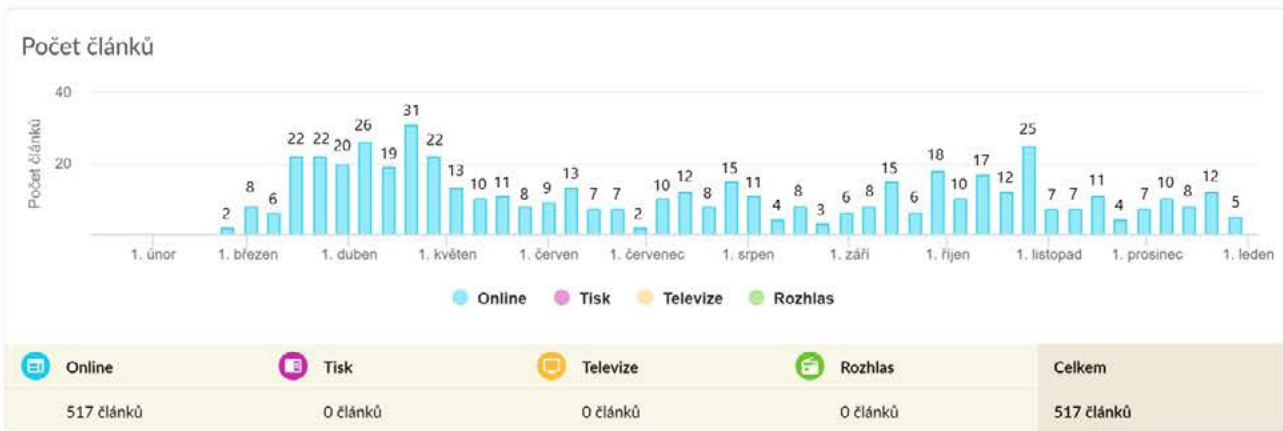 Počet článků
40
20
Počet článků
2 8 6 22 22 20 26 19 31 22 13 10 11 8 9 13 7 7 2 10 12 8 15 11 4 8 3 6 8 15 6 18 10 17 12 25 7 7 11 4 7 10 8 12 5
1. únor 1. březen 1. duben 1. květen 1. červen 1. červenec 1. srpen 1. září 1. říjen 1. listopad 1. prosinec 1. leden
Online Tisk Televize Rozhlas
Online Tisk Televize Rozhlas Celkem
517 článků 0 článků 0 článků 0 článků 517 článků